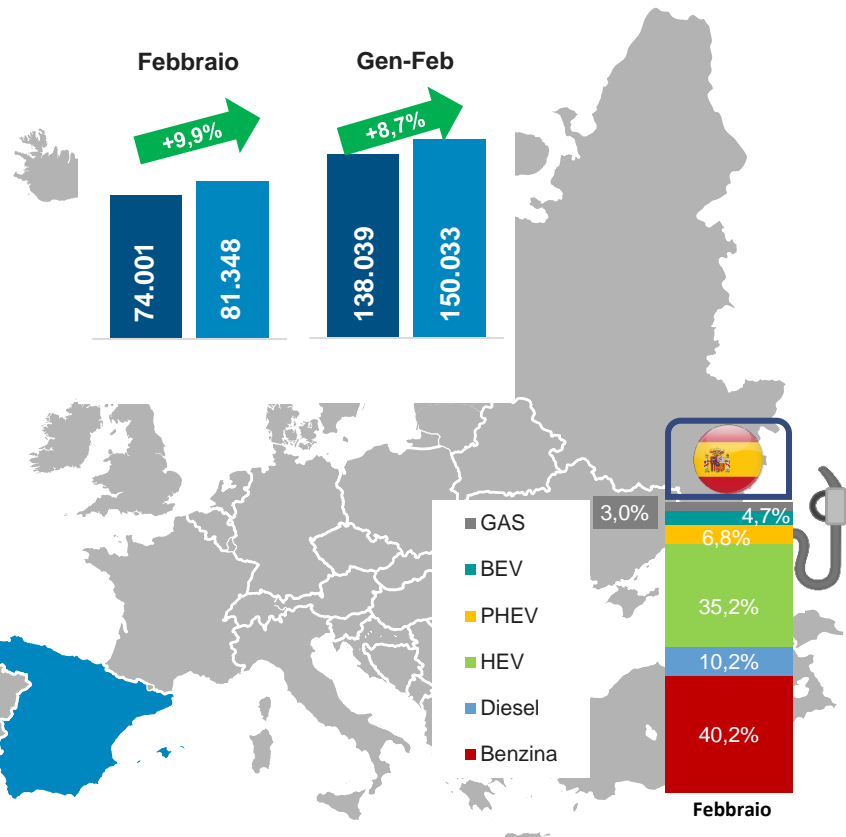 Febbraio
Gen-Feb
+9,9%
+8,7%
74.001
81.348
138.039
150.033
GAS
BEV
PHEV
HEV
Diesel
Benzina
3,0%
4,7%
6,8%
35,2%
10,2%
40,2%
Febbraio